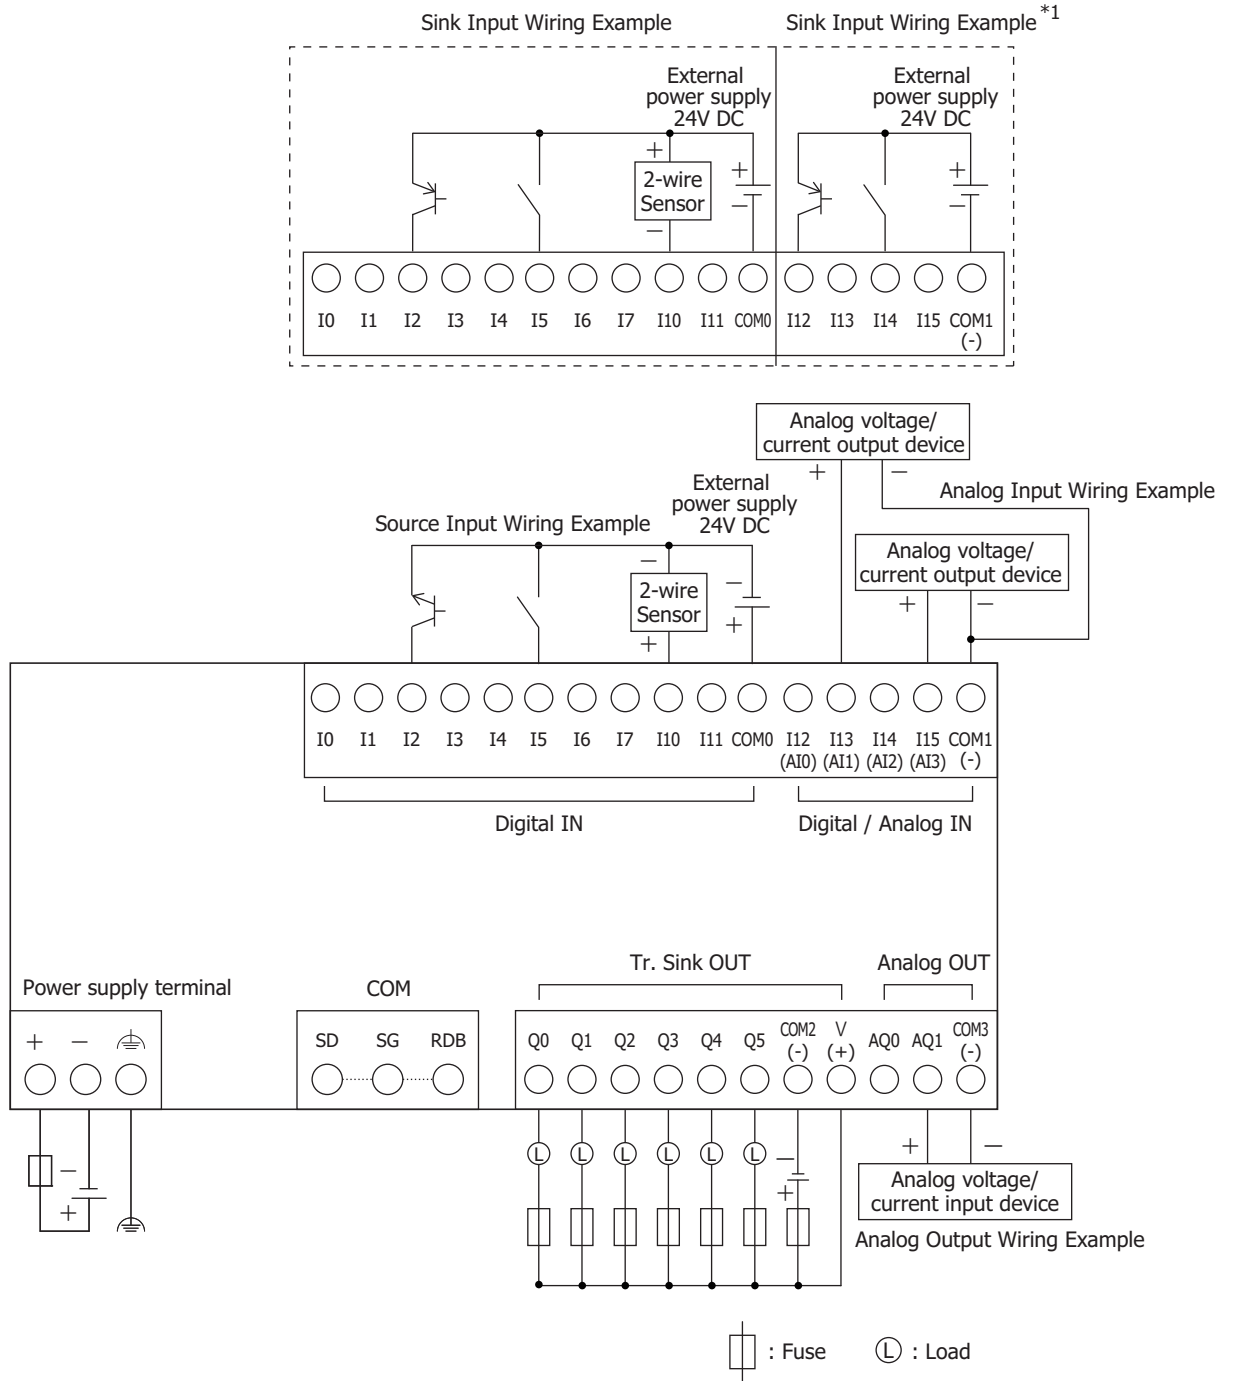 Sink Input Wiring Example
Sink Input Wiring Example *1
External
power supply
24V DC
External
power supply
24V DC
+
+
+
2-wire
Sensor
−
−
−
I0 I1 I2 I3 I4 I5 I6 I7 I10 I11 COM0 I12 I13 I14 I15 COM1
(-)
Analog voltage/
current output device
+ −
Analog Input Wiring Example
External
power supply
24V DC
Source Input Wiring Example
Analog voltage/
current output device
+ −
−
−
2-wire
Sensor
+
+
I0 I1 I2 I3 I4 I5 I6 I7 I10 I11 COM0 I12 I13 I14 I15 COM1
(AI0) (AI1) (AI2) (AI3) (-)
Digital IN
Digital / Analog IN
Tr. Sink OUT
Analog OUT
Power supply terminal
COM
+ −
SD SG RDB
Q0 Q1 Q2 Q3 Q4 Q5 COM2 V AQ0 AQ1 COM3
(-) (+) (-)
L L L L L L
−
+
−
+
+ −
Analog voltage/
current input device
Analog Output Wiring Example
: Fuse
L : Load